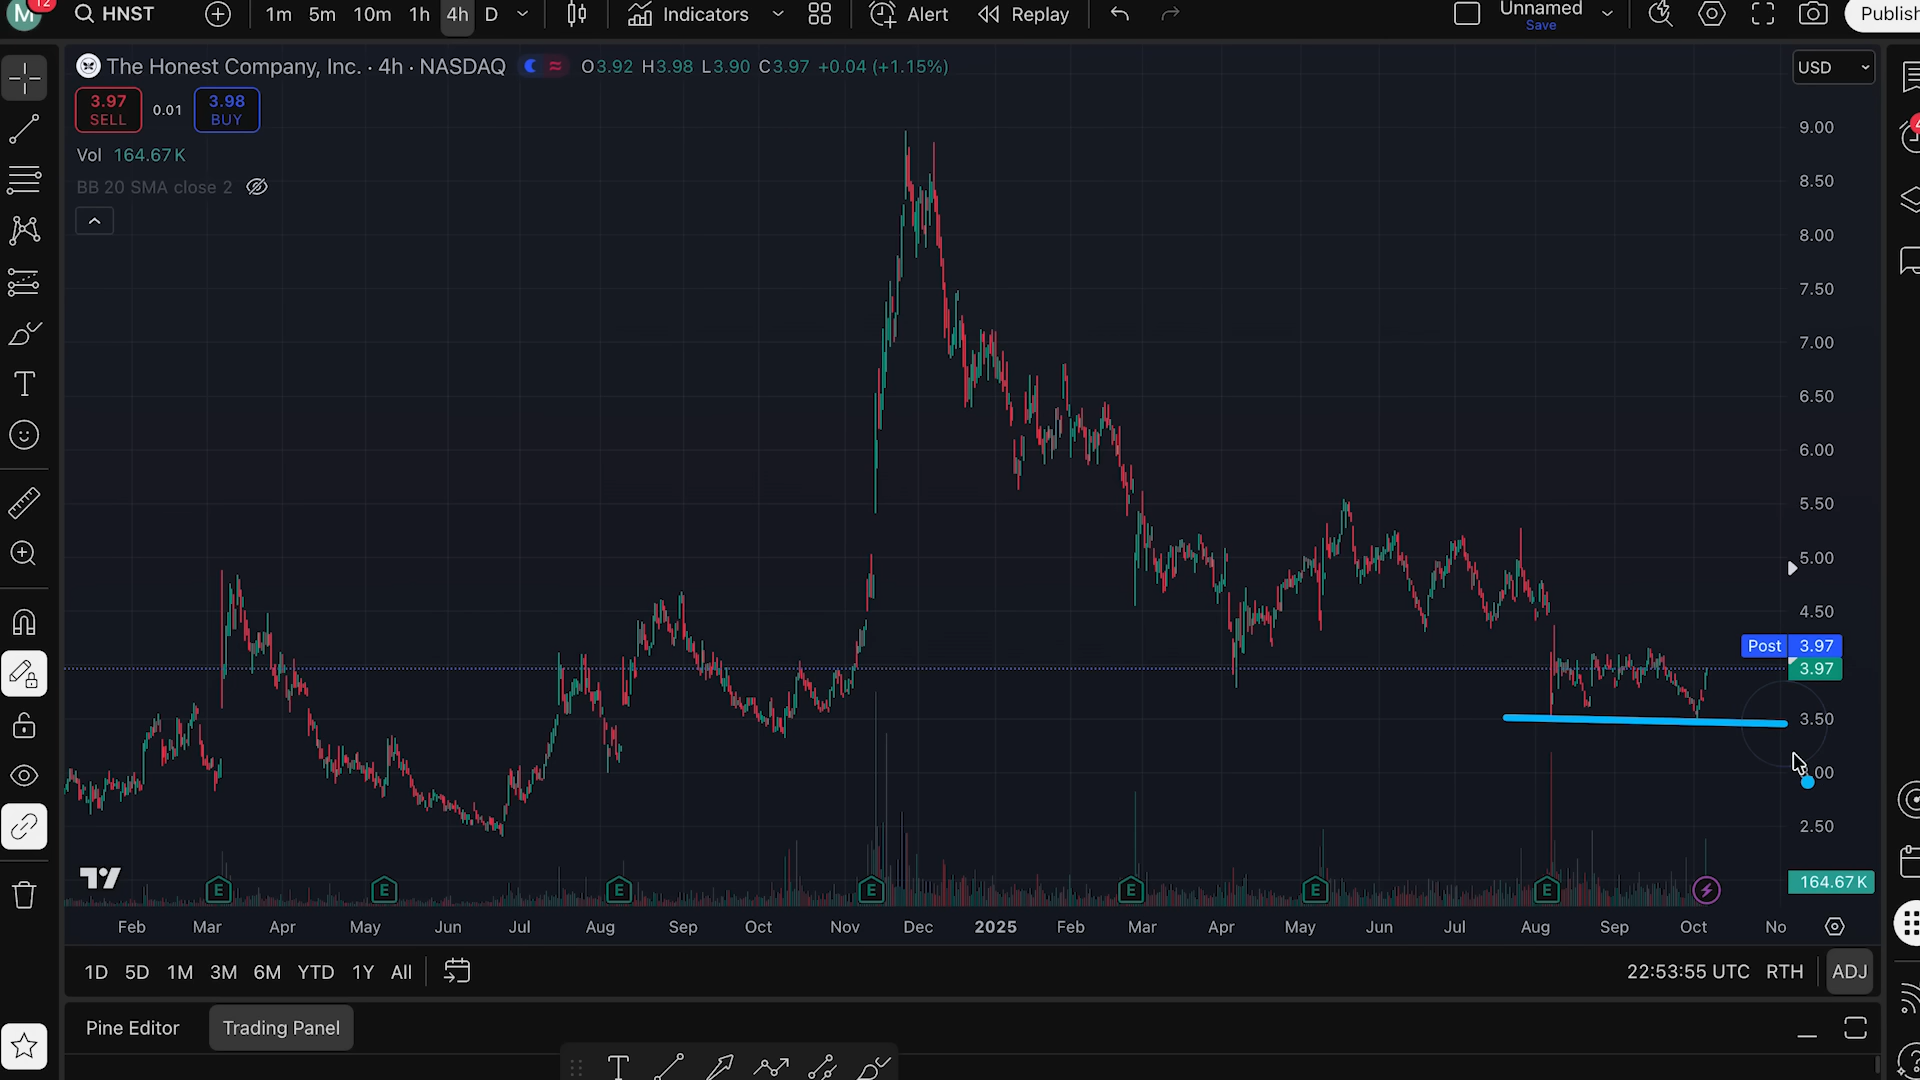 M 12 HNST 1m 5m 10m 1h 4h D Indicators Alert Replay Unnamed Publish
Save
The Honest Company, Inc. · 4h · NASDAQ O3.92 H3.98 L3.90 C3.97 +0.04 (+1.15%) USD
3.97 SELL 0.01 3.98 BUY
Vol 164.67K
BB 20 SMA close 2
9.00
8.50
8.00
7.50
7.00
6.50
6.00
5.50
5.00
4.50
Post 3.97
3.97
3.50
2.50
164.67K
E E E E E E E
Feb Mar Apr May Jun Jul Aug Sep Oct Nov Dec 2025 Feb Mar Apr May Jun Jul Aug Sep Oct No
1D 5D 1M 3M 6M YTD 1Y All 22:53:55 UTC RTH ADJ
Pine Editor Trading Panel